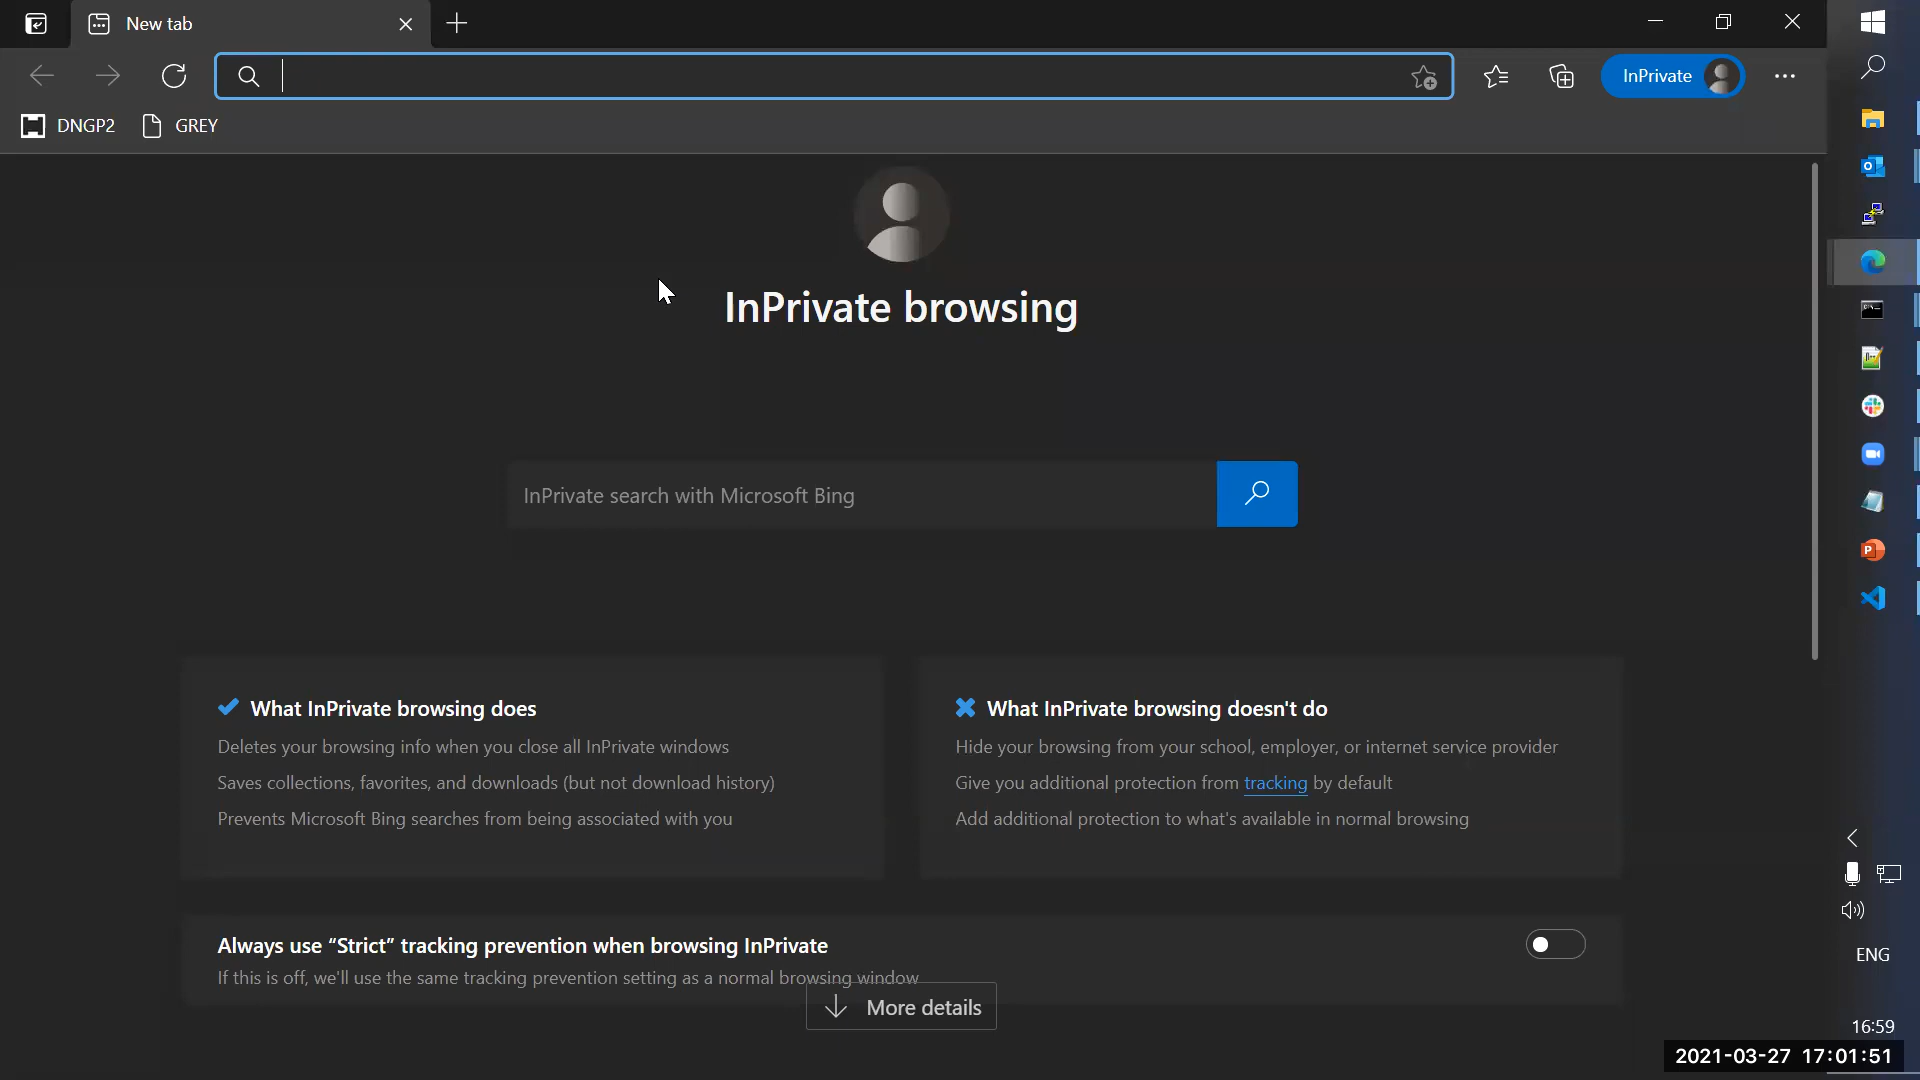 New tab
InPrivate
DNGP2
GREY
InPrivate browsing
InPrivate search with Microsoft Bing
What InPrivate browsing does
Deletes your browsing info when you close all InPrivate windows
Saves collections, favorites, and downloads (but not download history)
Prevents Microsoft Bing searches from being associated with you
What InPrivate browsing doesn't do
Hide your browsing from your school, employer, or internet service provider
Give you additional protection from tracking by default
Add additional protection to what's available in normal browsing
Always use “Strict” tracking prevention when browsing InPrivate
If this is off, we'll use the same tracking prevention setting as a normal browsing window
More details
ENG
16:59
2021-03-27 17:01:51